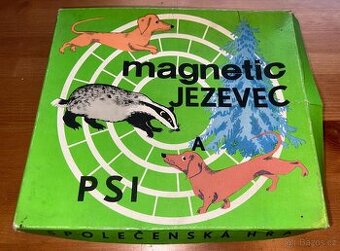 magnetic
JEZEVEC
A
PSI
SPOLEČENSKÁ HRA